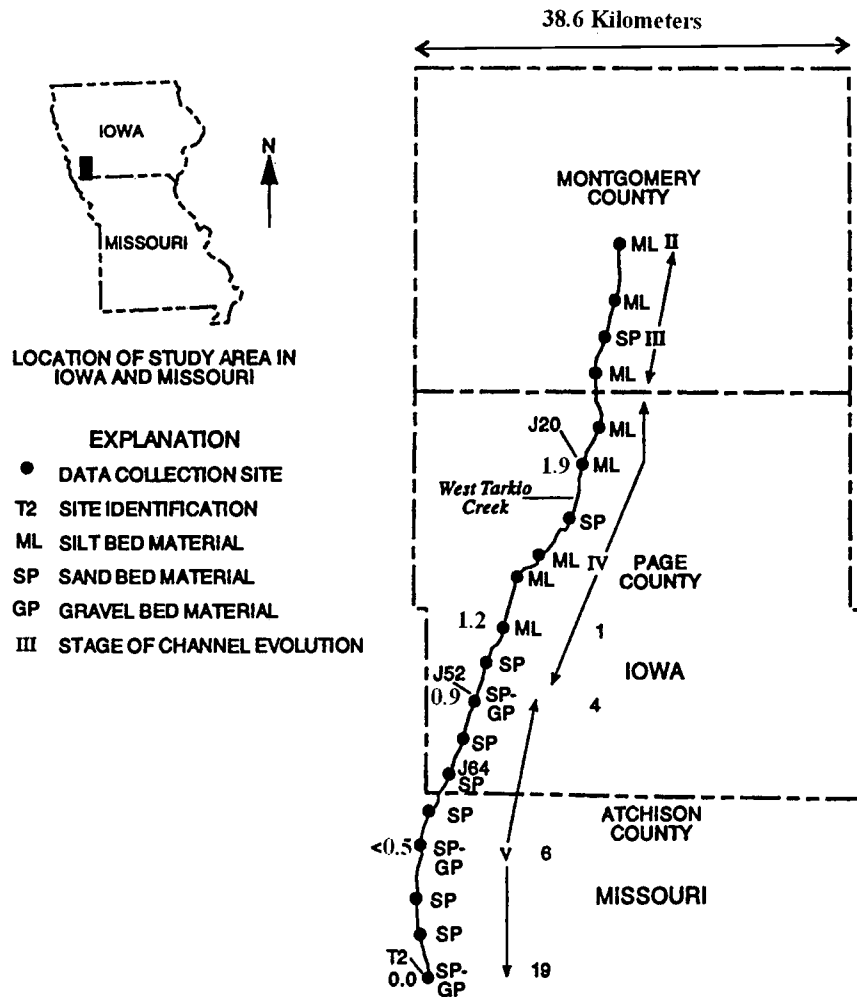 38.6 Kilometers
IOWA
N
MISSOURI
LOCATION OF STUDY AREA IN
IOWA AND MISSOURI
EXPLANATION
DATA COLLECTION SITE
T2 SITE IDENTIFICATION
ML SILT BED MATERIAL
SP SAND BED MATERIAL
GP GRAVEL BED MATERIAL
III STAGE OF CHANNEL EVOLUTION
MONTGOMERY
COUNTY
ML II
ML
SP III
ML
ML
J20
1.9 ML
West Tarkio
Creek
SP
ML IV
ML
PAGE
COUNTY
1.2 ML 1
SP
IOWA
J52
0.9 SP-
GP
4
SP
J64
SP
SP
ATCHISON
COUNTY
<0.5 SP-
GP
V 6
MISSOURI
SP
SP
T2
0.0 SP-
GP
19